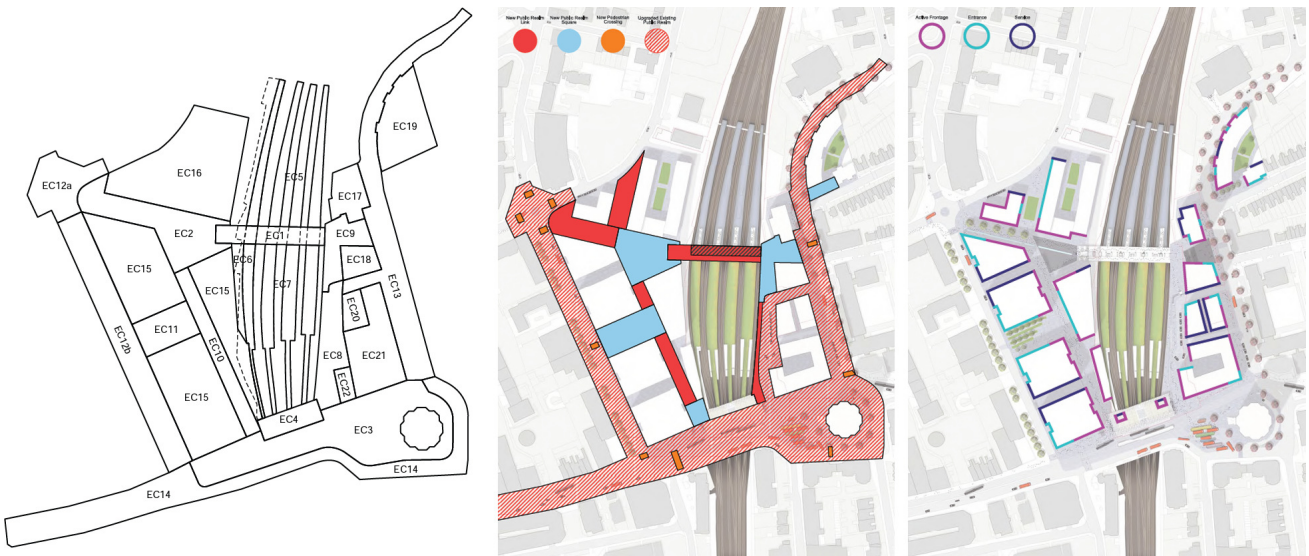 EC19
EC16
EC12a
EC5
EC17
EC2
EC1
EC9
EC6
EC18
EC15
EC15
EC7
EC13
EC20
EC11
EC12b
EC10
EC8
EC21
EC22
EC15
EC4
EC3
EC14
EC14
New Public Realm
Link
New Public Realm
Square
New Pedestrian
Crossing
Upgraded Existing
Public Realm
Active Frontage
Entrance
Service